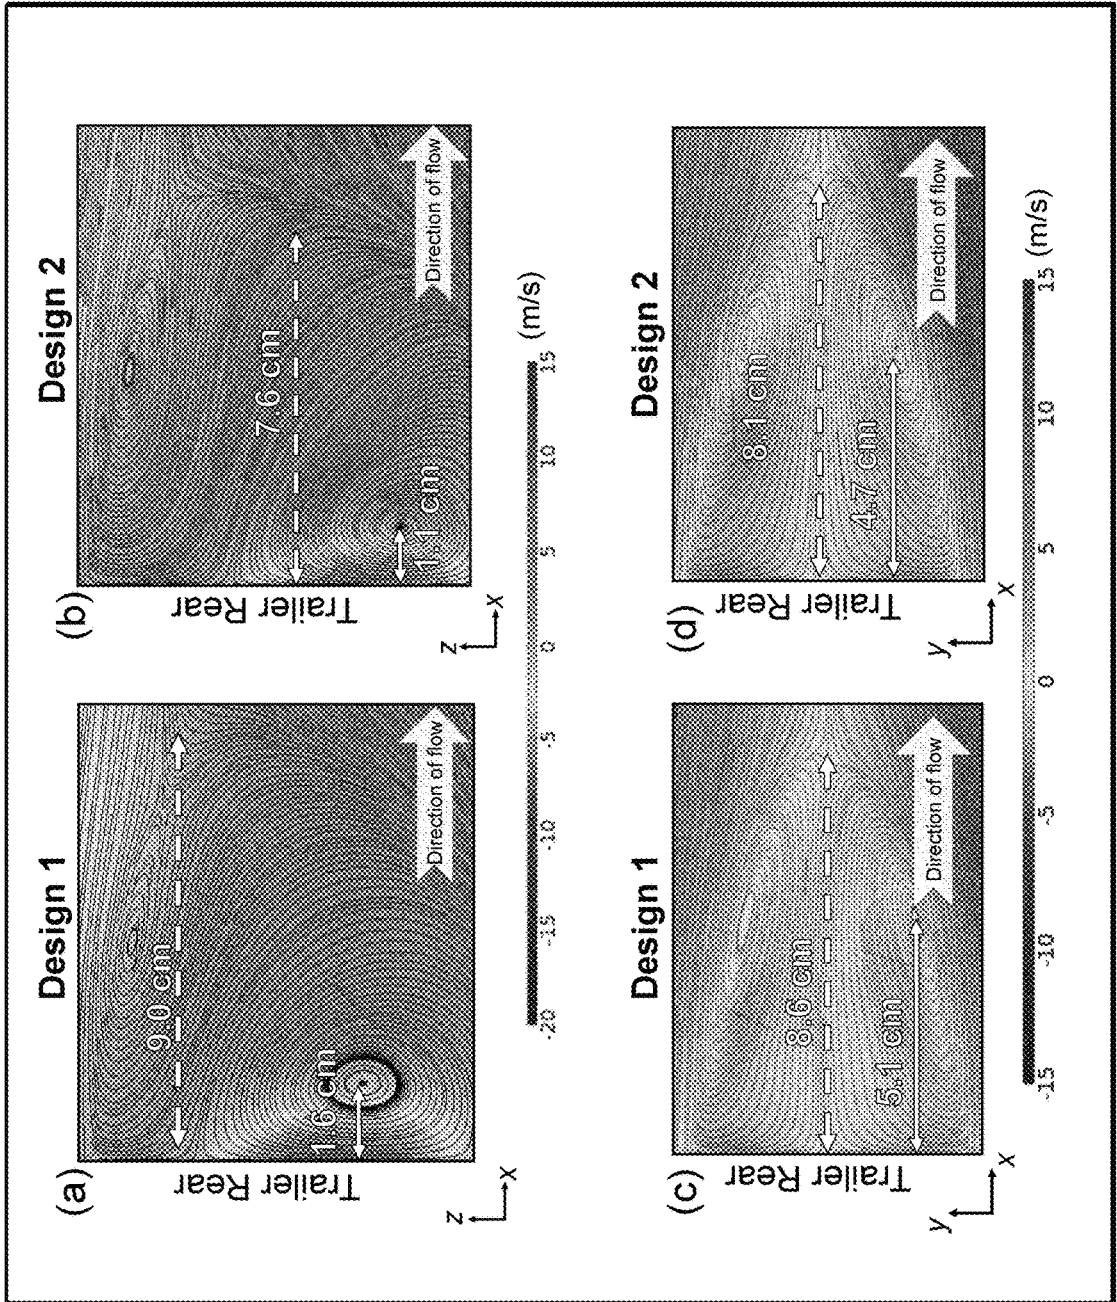 Design 1
Design 2
(a)
9.0 cm
1.6 cm
Trailer Rear
Direction of flow
z
x
(b)
7.6 cm
1.1 cm
Trailer Rear
Direction of flow
z
x
-20 -15 -10 -5 0 5 10 15 (m/s)
Design 1
Design 2
(c)
8.6 cm
5.1 cm
Trailer Rear
Direction of flow
y
x
(d)
8.1 cm
4.7 cm
Trailer Rear
Direction of flow
y
x
-15 -10 -5 0 5 10 15 (m/s)